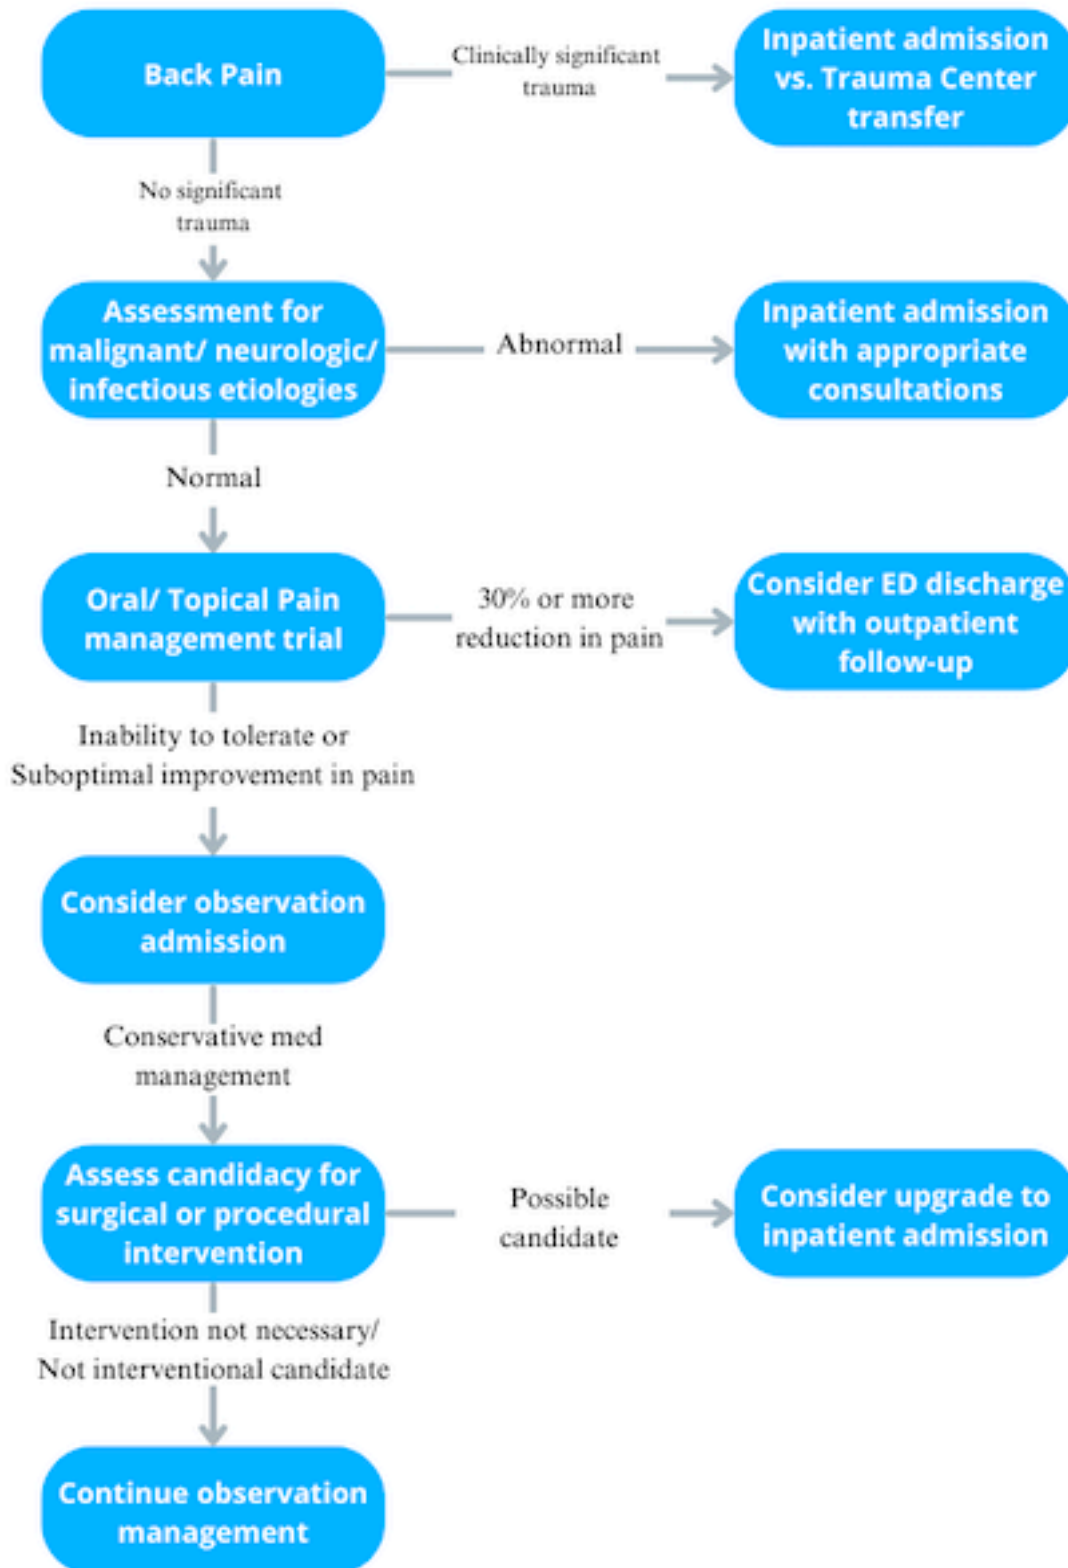 Back Pain
Clinically significant
trauma
Inpatient admission
vs. Trauma Center
transfer
No significant
trauma
Assessment for
malignant/ neurologic/
infectious etiologies
Abnormal
Inpatient admission
with appropriate
consultations
Normal
Oral/ Topical Pain
management trial
30% or more
reduction in pain
Consider ED discharge
with outpatient
follow-up
Inability to tolerate or
Suboptimal improvement in pain
Consider observation
admission
Conservative med
management
Assess candidacy for
surgical or procedural
intervention
Possible
candidate
Consider upgrade to
inpatient admission
Intervention not necessary/
Not interventional candidate
Continue observation
management